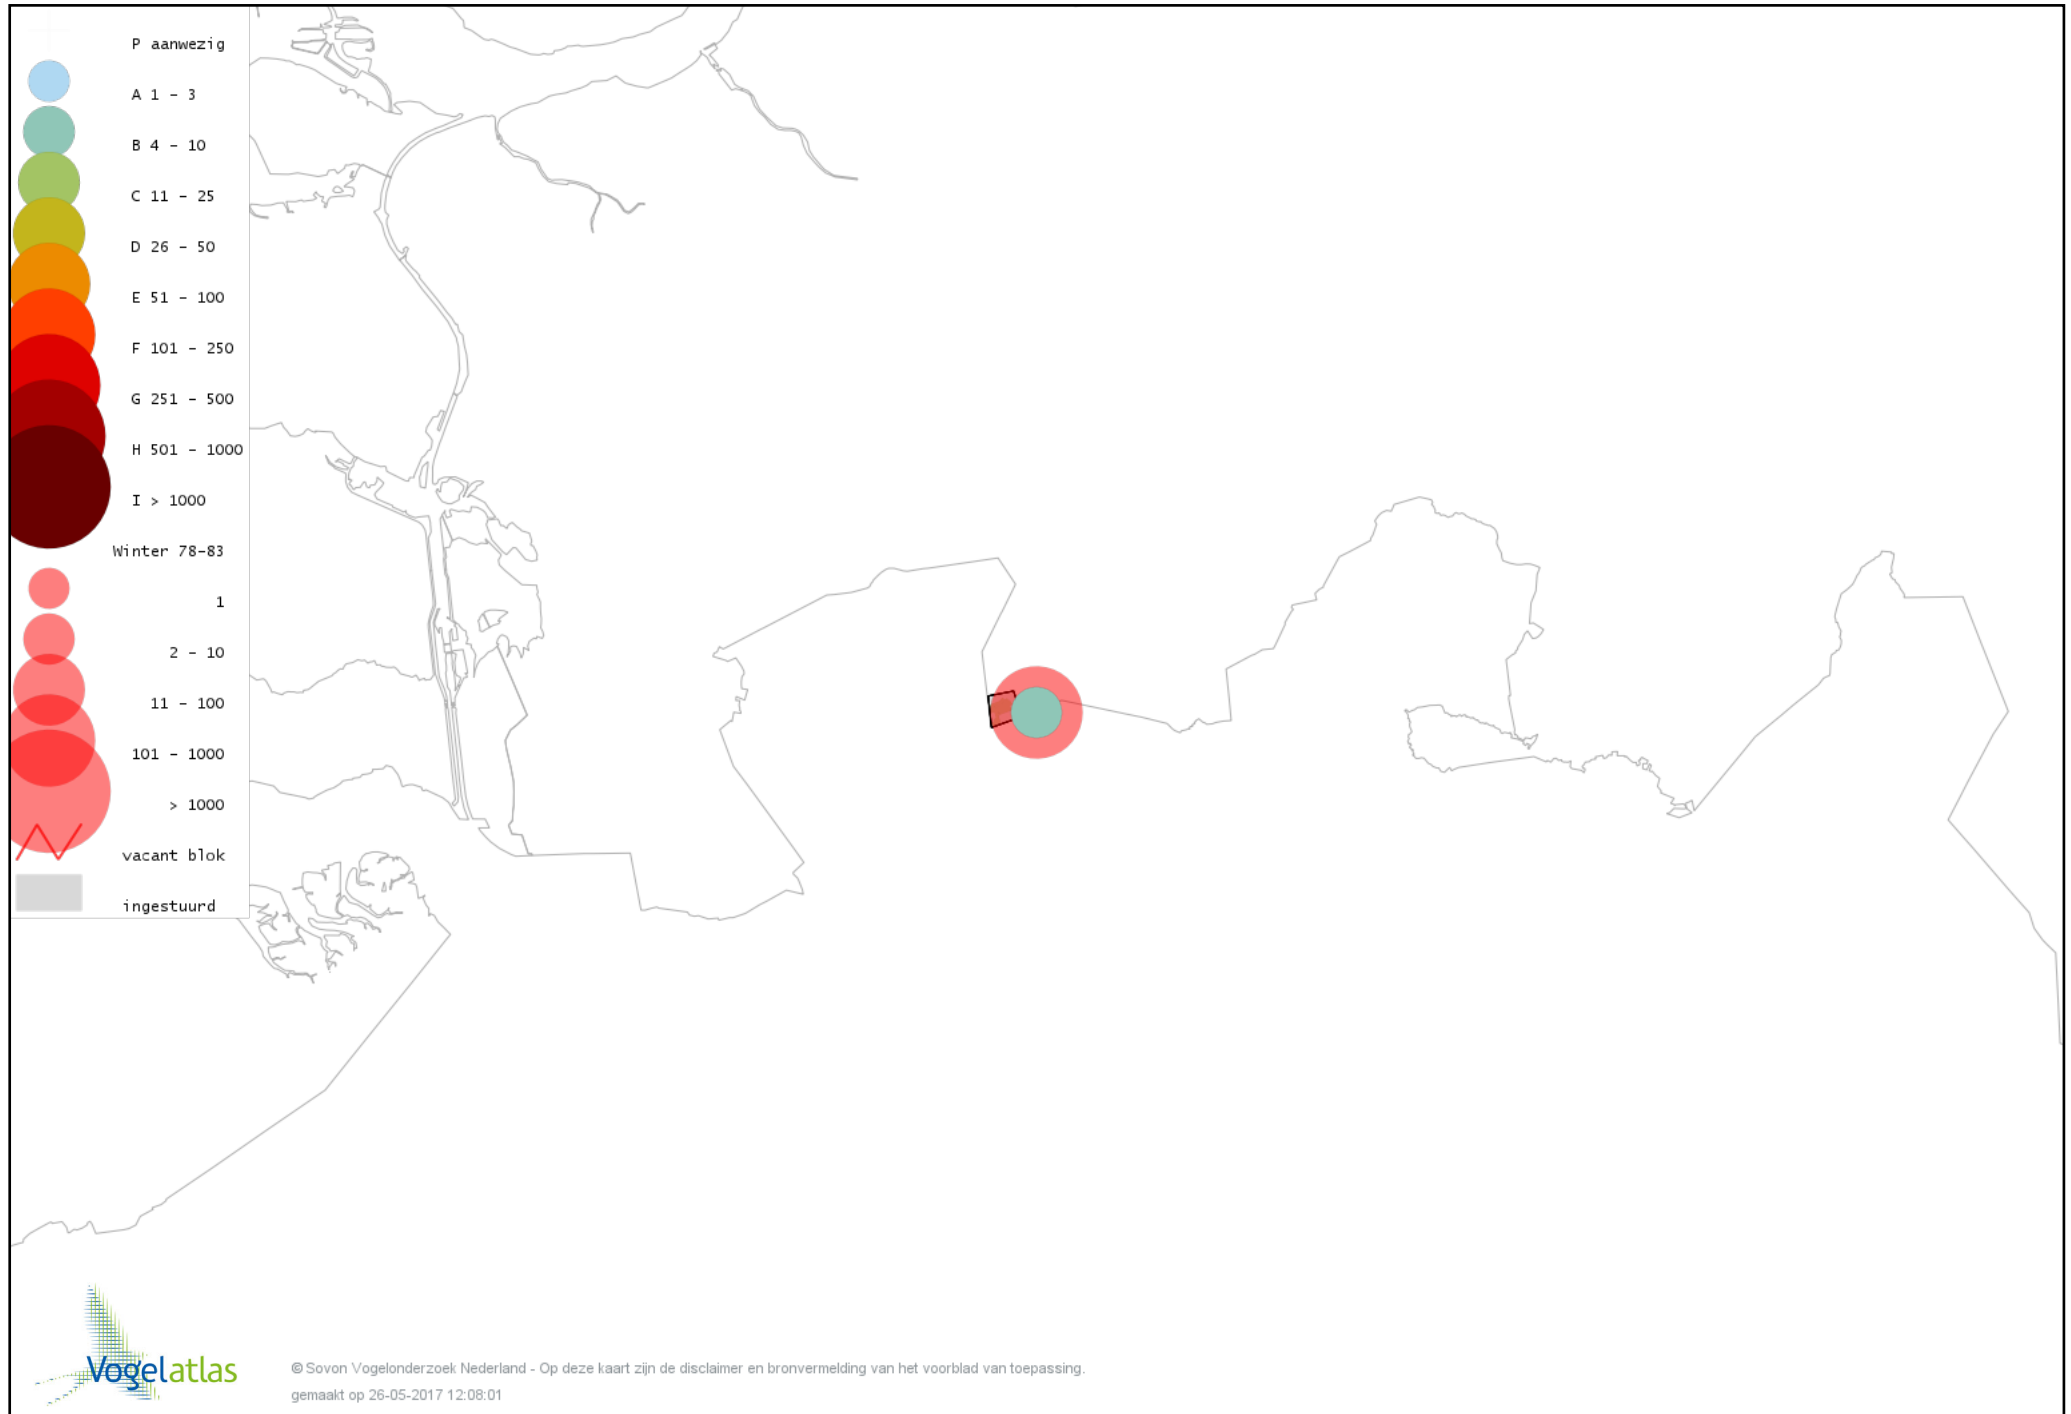 P aanwezig
A 1 - 3
B 4 - 10
C 11 - 25
D 26 - 50
E 51 - 100
F 101 - 250
G 251 - 500
H 501 - 1000
I > 1000
Winter 78-83
1
2 - 10
11 - 100
101 - 1000
> 1000
vacant blok
ingestuurd
Vogelatlas
© Sovon Vogelonderzoek Nederland - Op deze kaart zijn de disclaimer en bronvermelding van het voorblad van toepassing.
gemaakt op 26-05-2017 12:08:01